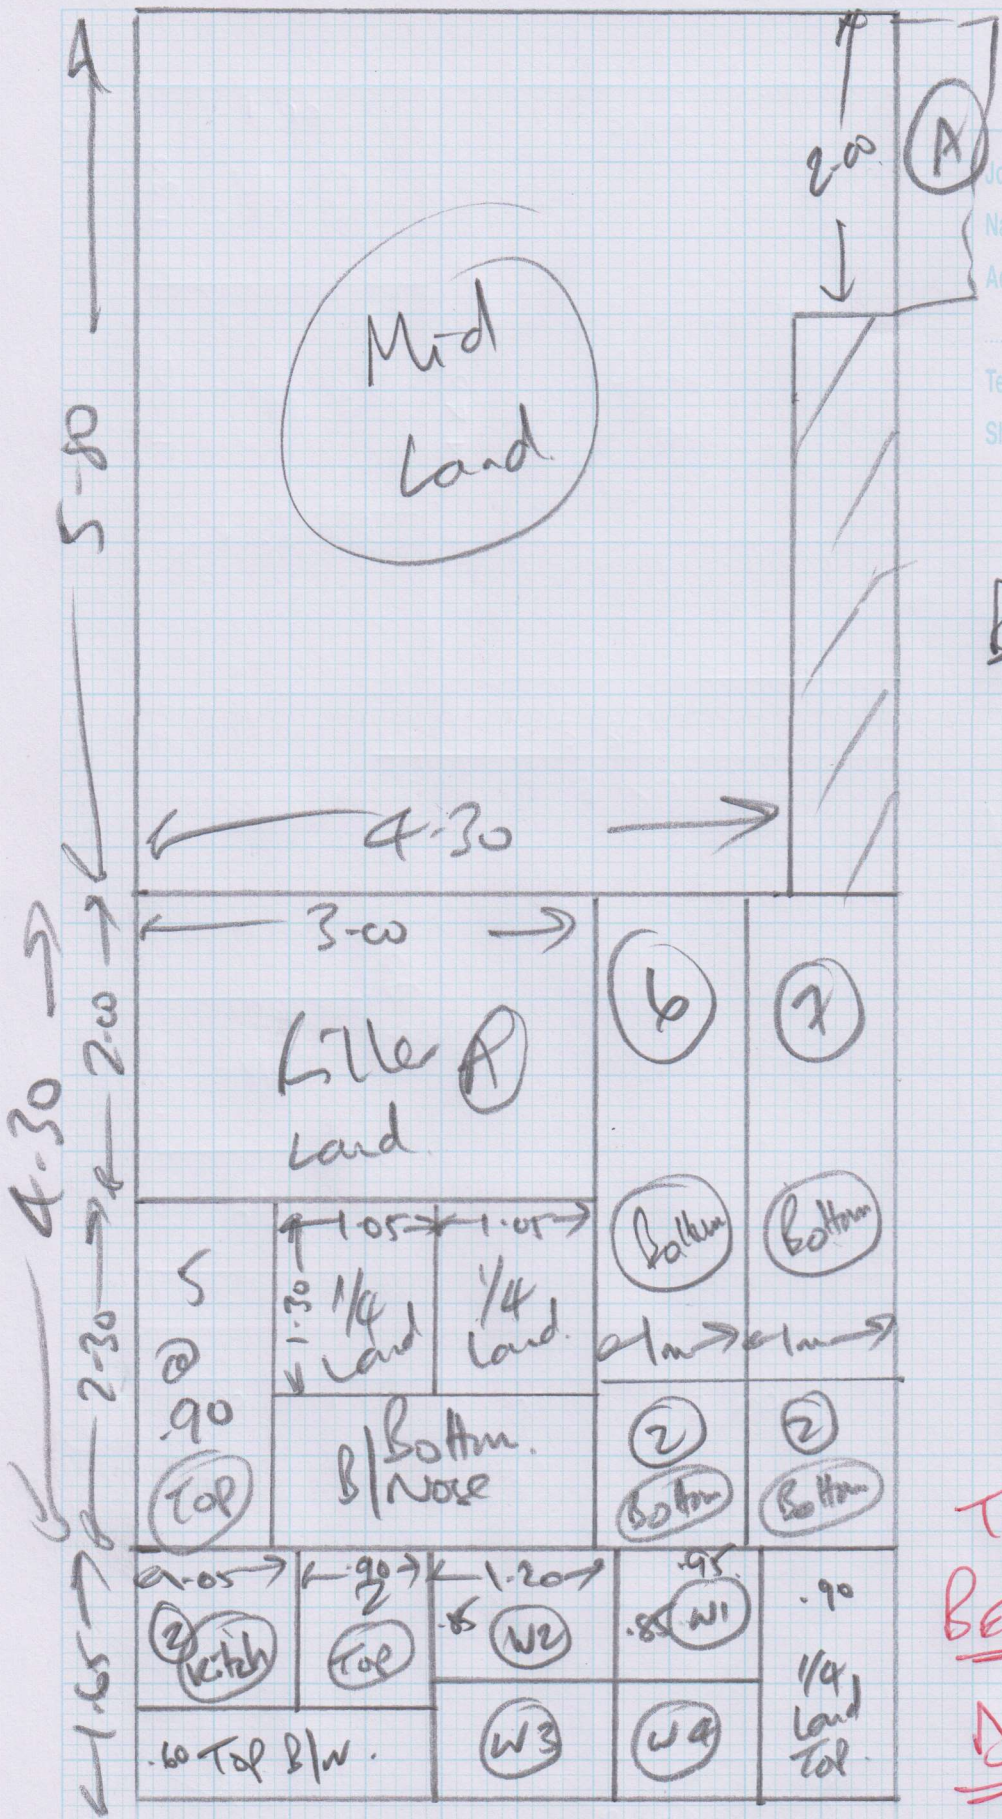 2.00
A
Mid
Land
5-80
4.30
3.00
6
7
Land
2.00
4.30
Bottom
Bottom
1.05
1.05
1.30
1/4
Land
1/4
Land
5
@
.90
Top
2.30
1m
1m
Bottom
B/Nose
2
Bottom
2
Bottom
1.05
.90
1.20
.95
.90
2
Kitch
2
Top
.85
W2
.85
W1
1/4
Land
Top
1.65
.60 Top B/N.
W3
W4